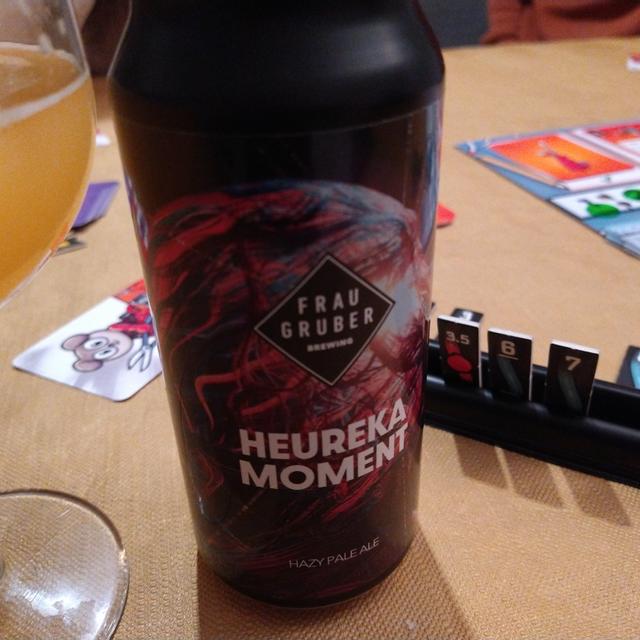 FRAU
GRUBER
BREWING
HEUREKA
MOMENT
HAZY PALE ALE
3.5
6
7